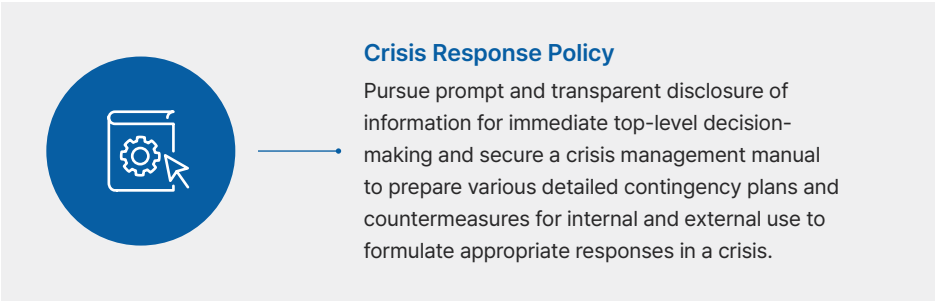 Crisis Response Policy
Pursue prompt and transparent disclosure of
information for immediate top-level decision-
making and secure a crisis management manual
to prepare various detailed contingency plans and
countermeasures for internal and external use to
formulate appropriate responses in a crisis.